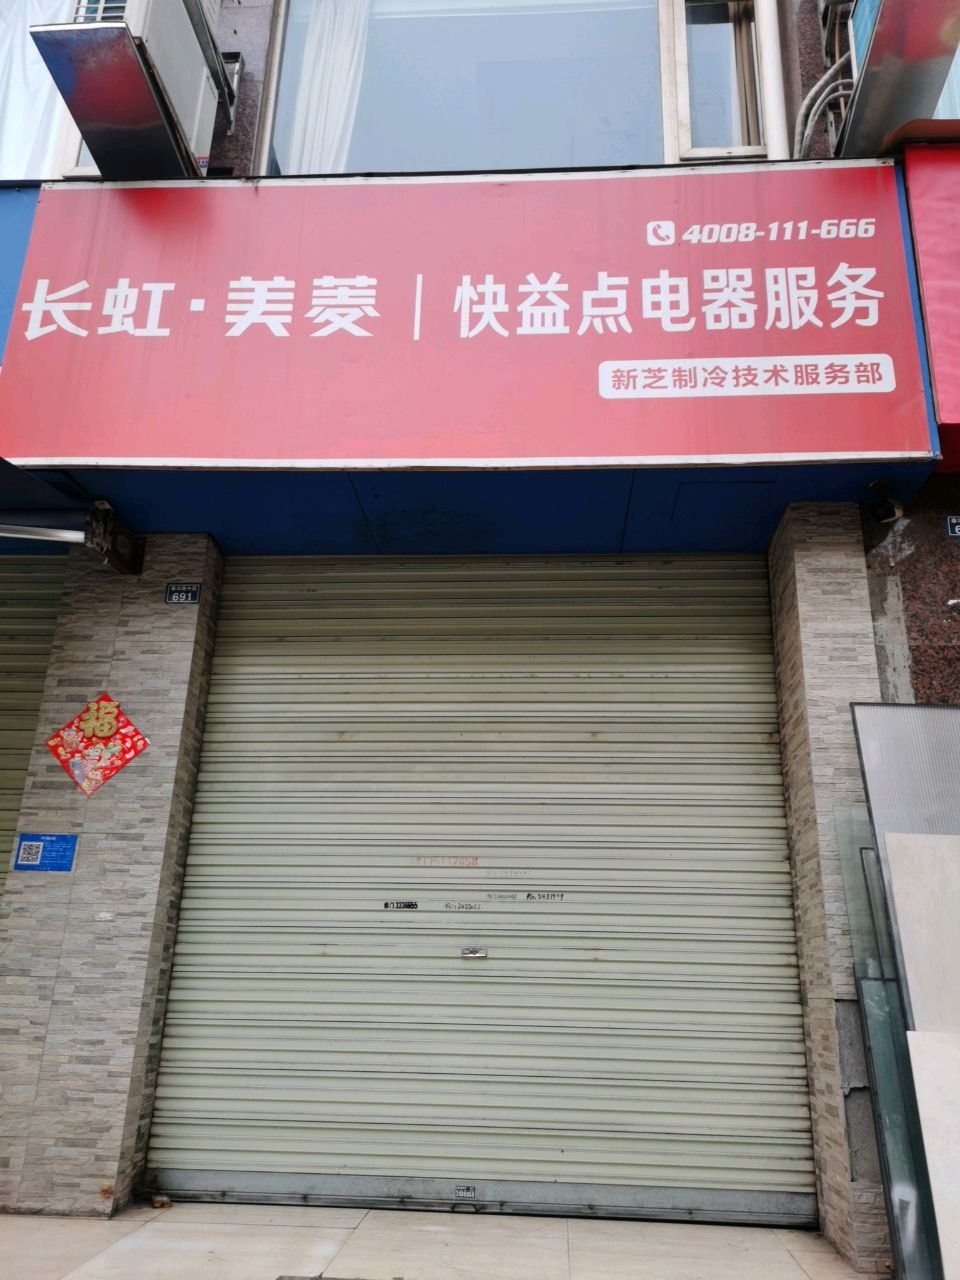 4008-111-666
长虹·美菱|快益点电器服务
新芝制冷技术服务部
691
福